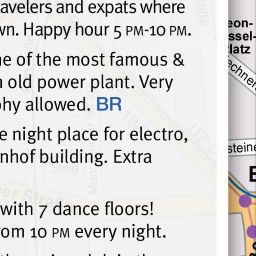 avelers and expats where
wn. Happy hour 5 PM-10 PM.
ne of the most famous &
old power plant. Very
phy allowed. BR
e night place for electro,
nhof building. Extra
with 7 dance floors!
om 10 PM every night.
eon-
ssel-
latz
echner
steine